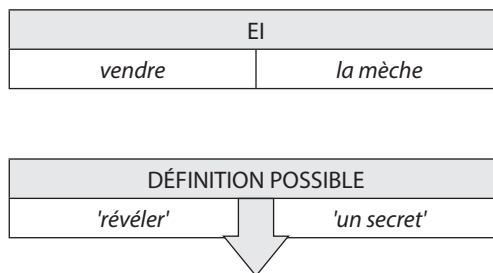 EI
vendre la mèche
DÉFINITION POSSIBLE
'révéler' 'un secret'